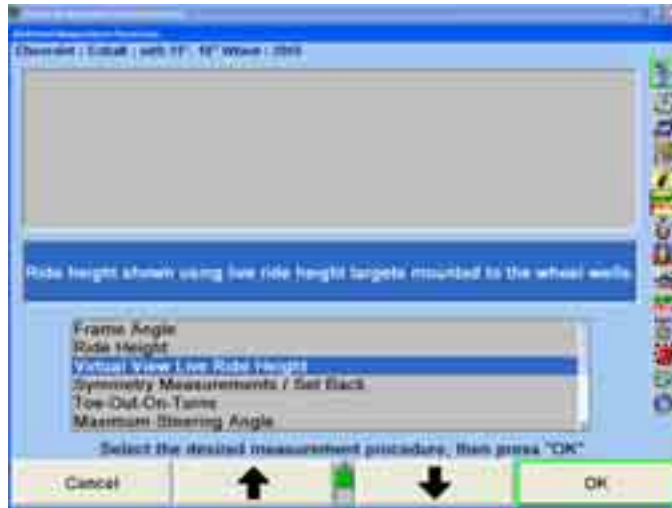 Chevrolet : Cobalt : with 15", 16" Wheel : 2005
Ride height shown using live ride height targets mounted to the wheel wells.
Frame Angle
Ride Height
Virtual View Live Ride Height
Symmetry Measurements / Set Back
Toe-Out-On-Turns
Maximum Steering Angle
Select the desired measurement procedure, then press "OK"
Cancel
OK